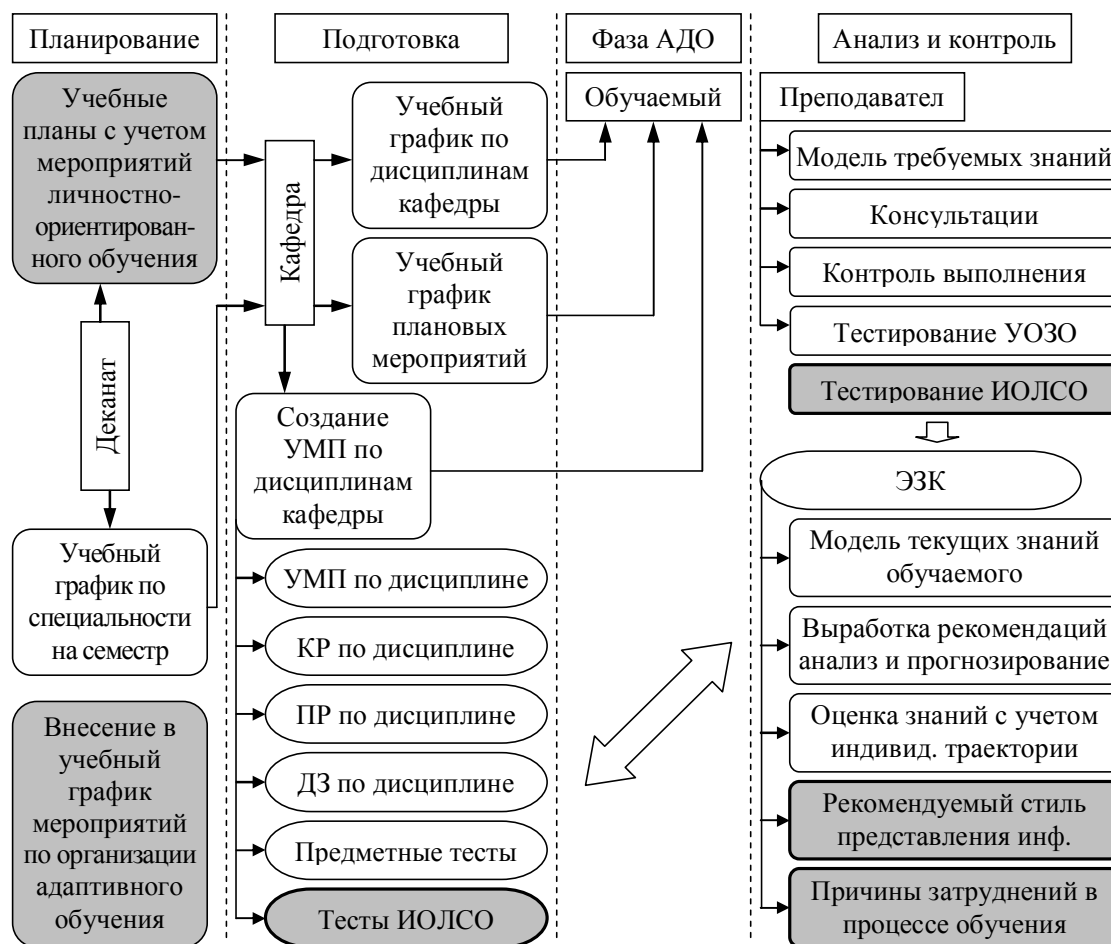 Планирование
Подготовка
Фаза АДО
Анализ и контроль
Учебные
планы с учетом
мероприятий
личностно-
ориентирован-
ного обучения
Деканат
Учебный
график по
специальности
на семестр
Внесение в
учебный
график
мероприятий
по организации
адаптивного
обучения
Кафедра
Учебный
график по
дисциплинам
кафедры
Учебный
график
плановых
мероприятий
Создание
УМП по
дисциплинам
кафедры
УМП по дисциплине
КР по дисциплине
ПР по дисциплине
ДЗ по дисциплине
Предметные тесты
Тесты ИОЛСО
Обучаемый
Преподавател
Модель требуемых знаний
Консультации
Контроль выполнения
Тестирование УОЗО
Тестирование ИОЛСО
ЭЗК
Модель текущих знаний
обучаемого
Выработка рекомендаций
анализ и прогнозирование
Оценка знаний с учетом
индивид. траектории
Рекомендуемый стиль
представления инф.
Причины затруднений в
процессе обучения